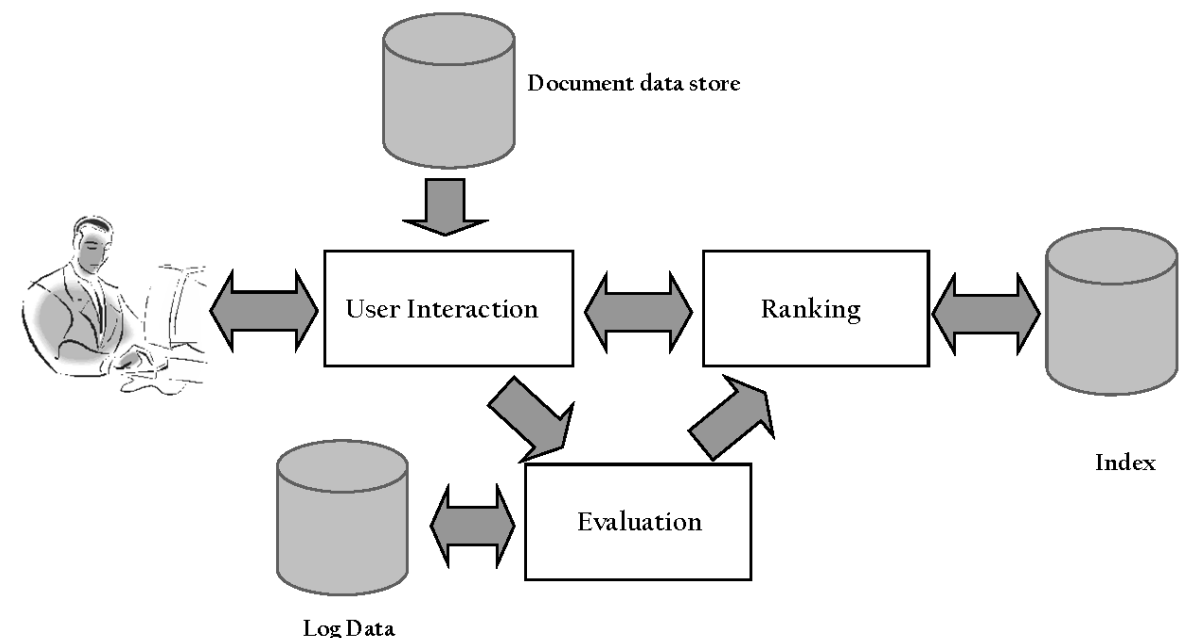 Document data store
User Interaction
Ranking
Index
Evaluation
Log Data